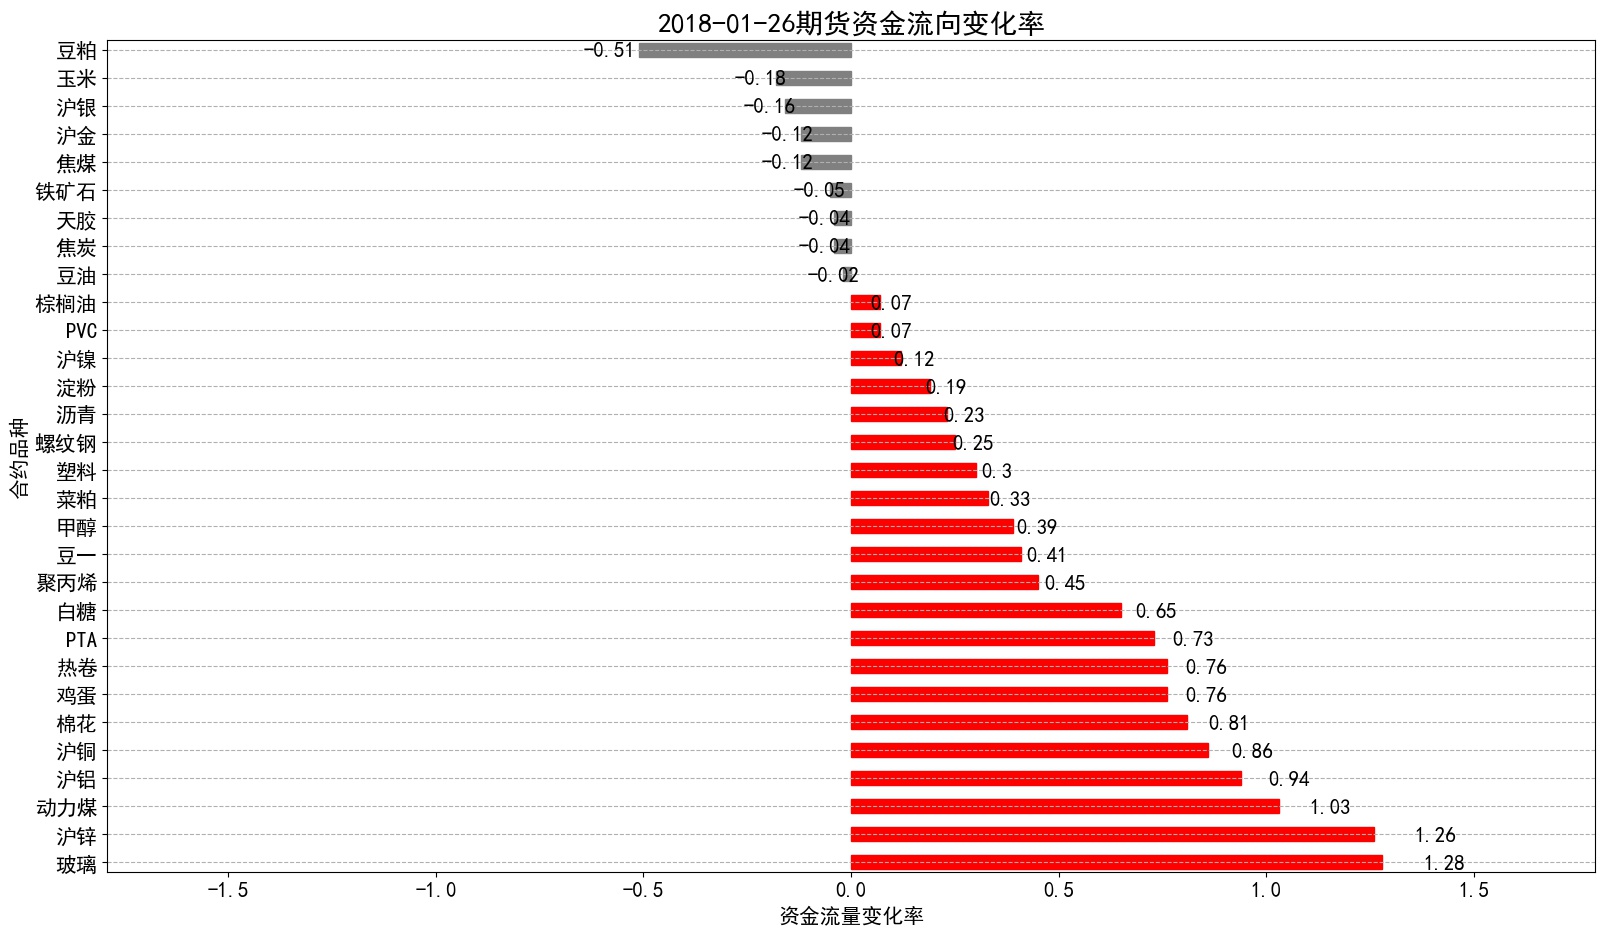 2018-01-26期货资金流向变化率
豆粕 -0.51
玉米 -0.18
沪银 -0.16
沪金 -0.12
焦煤 -0.12
铁矿石 -0.05
天胶 -0.04
焦炭 -0.04
豆油 -0.02
棕榈油 0.07
PVC 0.07
沪镍 0.12
淀粉 0.19
沥青 0.23
螺纹钢 0.25
塑料 0.3
菜粕 0.33
甲醇 0.39
豆一 0.41
聚丙烯 0.45
白糖 0.65
PTA 0.73
热卷 0.76
鸡蛋 0.76
棉花 0.81
沪铜 0.86
沪铝 0.94
动力煤 1.03
沪锌 1.26
玻璃 1.28
合约品种
-1.5 -1.0 -0.5 0.0 0.5 1.0 1.5
资金流量变化率